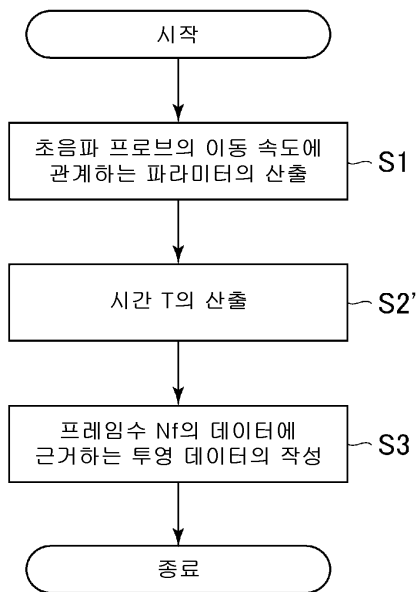 시작
초음파 프로브의 이동 속도에
관계하는 파라미터의 산출
S1
시간 T의 산출
S2'
프레임수 Nf의 데이터에
근거하는 투영 데이터의 작성
S3
종료